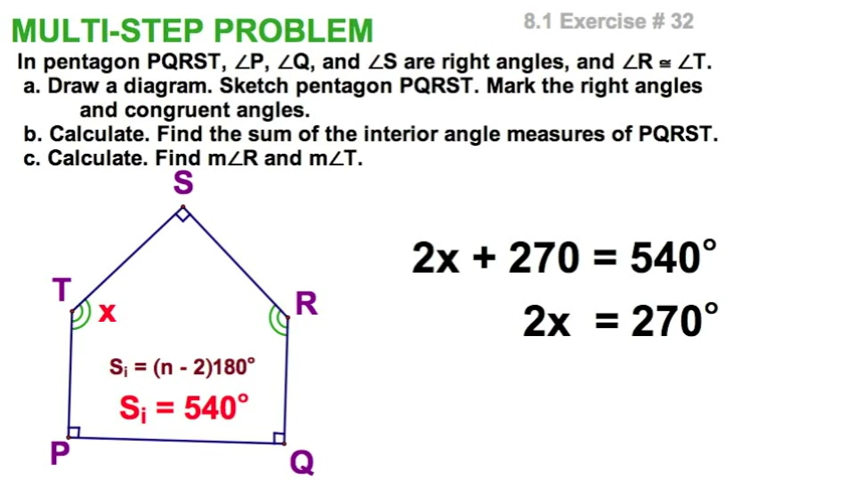 MULTI-STEP PROBLEM
8.1 Exercise # 32
In pentagon PQRST, ∠P, ∠Q, and ∠S are right angles, and ∠R ≅ ∠T.
a. Draw a diagram. Sketch pentagon PQRST. Mark the right angles
and congruent angles.
b. Calculate. Find the sum of the interior angle measures of PQRST.
c. Calculate. Find m∠R and m∠T.
S
2x + 270 = 540°
T
x
R
2x = 270°
Sᵢ = (n - 2)180°
Sᵢ = 540°
P
Q